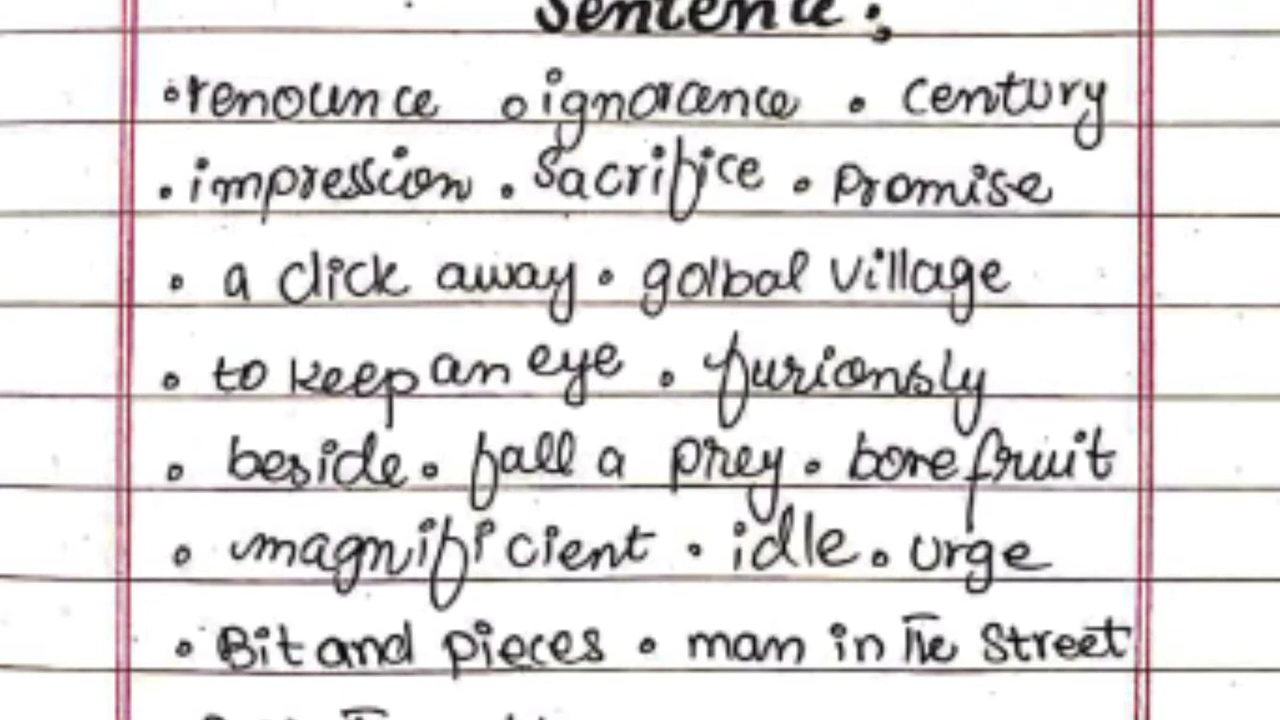 Sentence :
• renounce • ignorance • century
• impression • Sacrifice • Promise
• a click away • golbal village
• to keep an eye • furionsly
• beside • fall a prey • bore fruit
• magnificient • idle • urge
• Bit and pieces • man in The Street